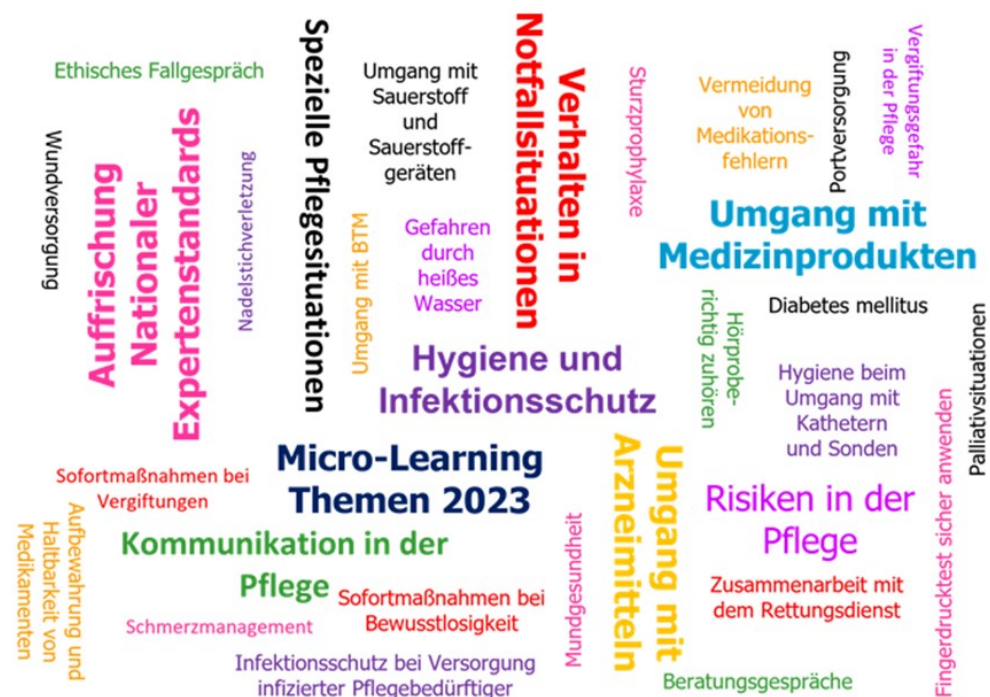 Ethisches Fallgespräch
Wundversorgung
Auffrischung
Nationaler
Expertenstandards
Nadelstichverletzung
Spezielle Pflegesituationen
Umgang mit
Sauerstoff
und
Sauerstoff-
geräten
Umgang mit BTM
Gefahren
durch
heißes
Wasser
Notfallsituationen
Verhalten in
Sturzprophylaxe
Vermeidung
von
Medikations-
fehlern
Portversorgung
Vergiftungsgefahr
in der Pflege
Umgang mit
Medizinprodukten
Hörprobe-
richtig zuhören
Diabetes mellitus
Palliativsituationen
Hygiene und
Infektionsschutz
Hygiene beim
Umgang mit
Kathetern
und Sonden
Fingerdrucktest sicher anwenden
Micro-Learning
Themen 2023
Umgang mit
Arzneimitteln
Risiken in der
Pflege
Sofortmaßnahmen bei
Vergiftungen
Aufbewahrung und
Haltbarkeit von
Medikamenten
Kommunikation in der
Pflege
Mundgesundheit
Sofortmaßnahmen bei
Bewusstlosigkeit
Zusammenarbeit mit
dem Rettungsdienst
Schmerzmanagement
Infektionsschutz bei Versorgung
infizierter Pflegebedürftiger
Beratungsgespräche